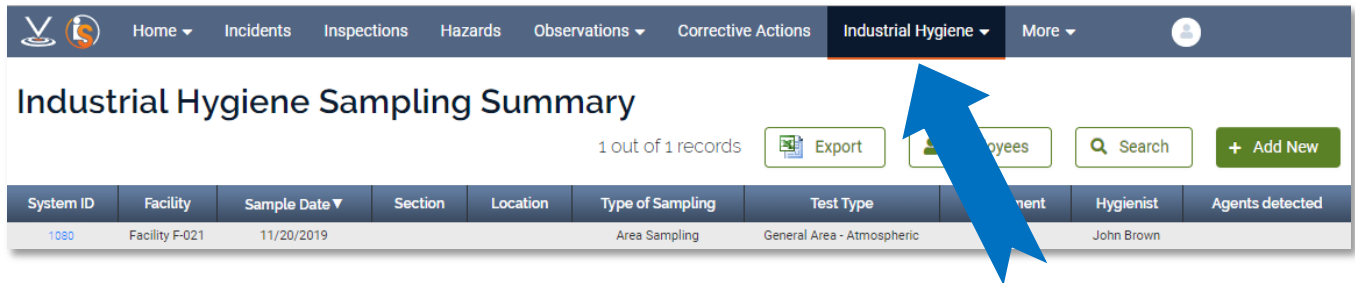 Home Incidents Inspections Hazards Observations Corrective Actions Industrial Hygiene More
Industrial Hygiene Sampling Summary
1 out of 1 records Export Search + Add New
System ID Facility Sample Date▼ Section Location Type of Sampling Test Type Hygienist Agents detected
1080 Facility F-021 11/20/2019 Area Sampling General Area - Atmospheric John Brown